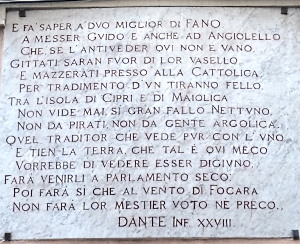 E FA' SAPER A' DVO MIGLIOR DI FANO
A MESSER GVIDO E ANCHE AD ANGIOLELLO
CHE, SE L'ANTIVEDER QVI NON È VANO,
GITTATI SARAN FVOR DI LOR VASELLO
E MAZZERATI PRESSO ALLA CATTOLICA,
PER TRADIMENTO D'VN TIRANNO FELLO.
TRA L'ISOLA DI CIPRI E DI MAIOLICA
NON VIDE MAI SÌ GRAN FALLO NETTVNO,
NON DA PIRATI, NON DA GENTE ARGOLICA.
QVEL TRADITOR CHE VEDE PVR CON L'VNO
E TIEN LA TERRA, CHE TAL È QVI MECO
VORREBBE DI VEDERE ESSER DIGIVNO,
FARÀ VENIRLI A PARLAMENTO SECO:
POI FARÀ SÌ CHE AL VENTO DI FOCARA
NON FARÀ LOR MESTIER VOTO NÈ PRECO.
DANTE INF. XXVIII.